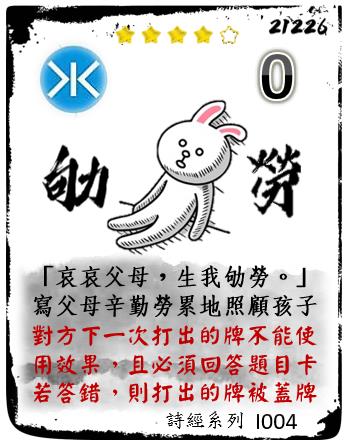 21226
0
劬勞
「哀哀父母，生我劬勞。」
寫父母辛勤勞累地照顧孩子
對方下一次打出的牌不能使
用效果，且必須回答題目卡
若答錯，則打出的牌被蓋牌
詩經系列 I004